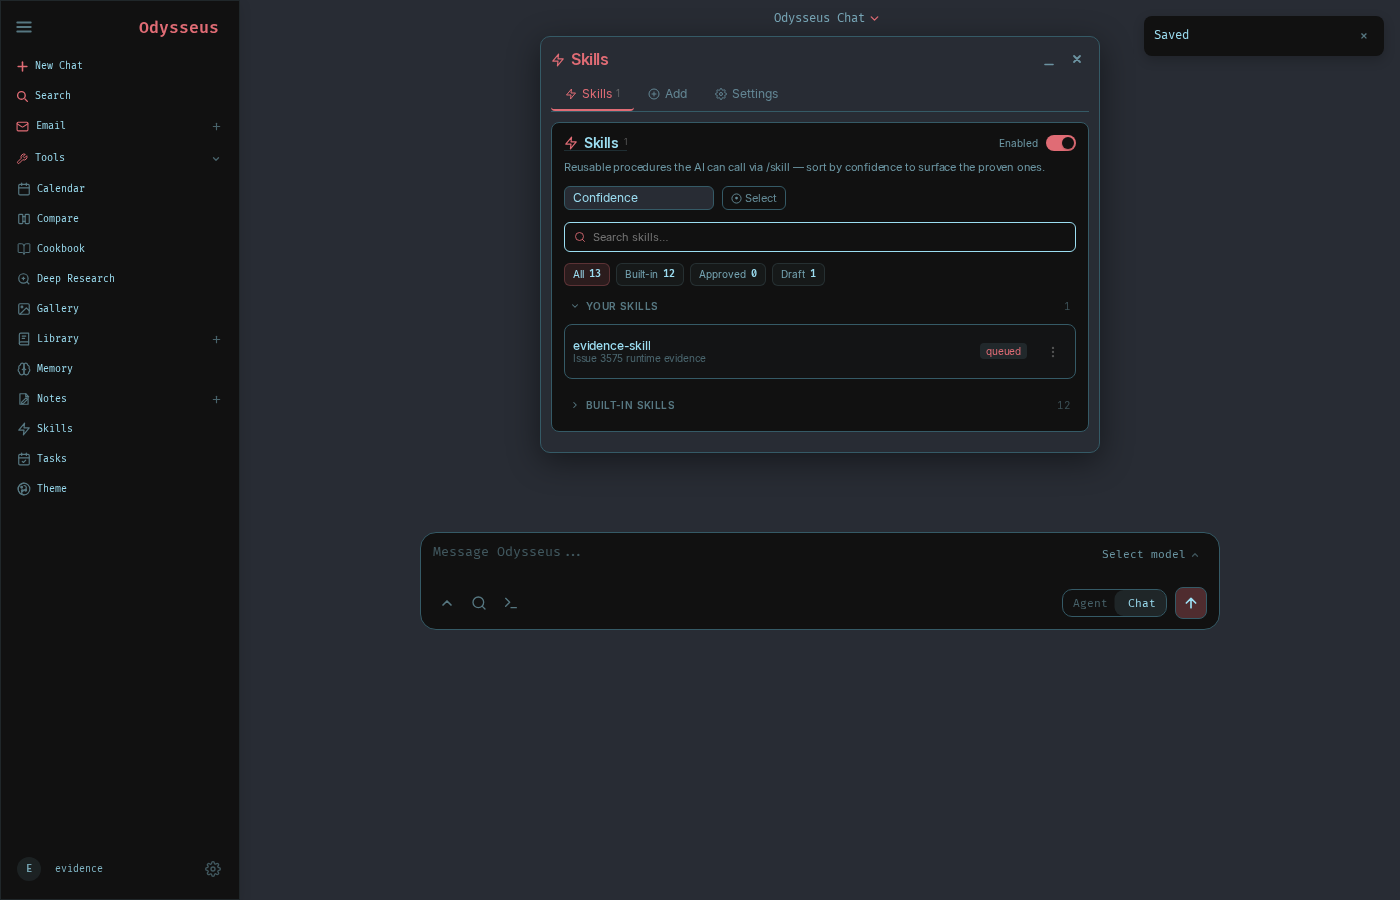 Odysseus
New Chat
Search
Email
Tools
Calendar
Compare
Cookbook
Deep Research
Gallery
Library
Memory
Notes
Skills
Tasks
Theme
E evidence
Odysseus Chat
Saved
Skills
Skills 1 Add Settings
Skills 1 Enabled
Reusable procedures the AI can call via /skill — sort by confidence to surface the proven ones.
Confidence Select
Search skills...
All 13 Built-in 12 Approved 0 Draft 1
YOUR SKILLS 1
evidence-skill
Issue 3575 runtime evidence
queued
BUILT-IN SKILLS 12
Message Odysseus...
Select model
Agent Chat